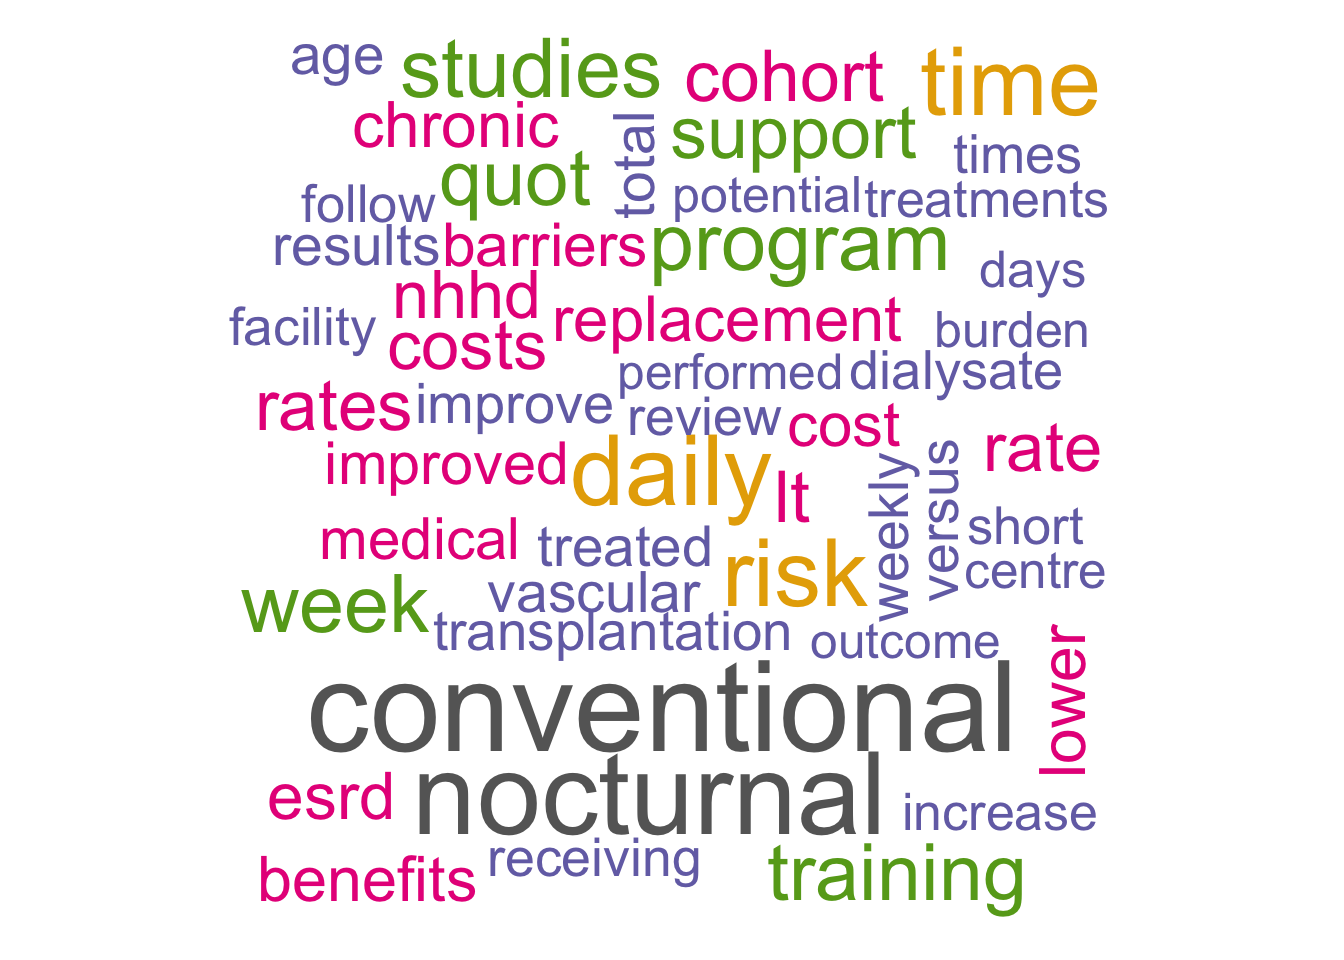 age studies cohort time
chronic total support times
quot
follow potential treatments
results barriers program days
nhhd
facility costs replacement burden
performed dialysate
rates improve review cost rate
improved daily lt weekly versus
short
medical treated risk centre
week vascular
transplantation outcome
conventional lower
nocturnal
esrd increase
benefits receiving training